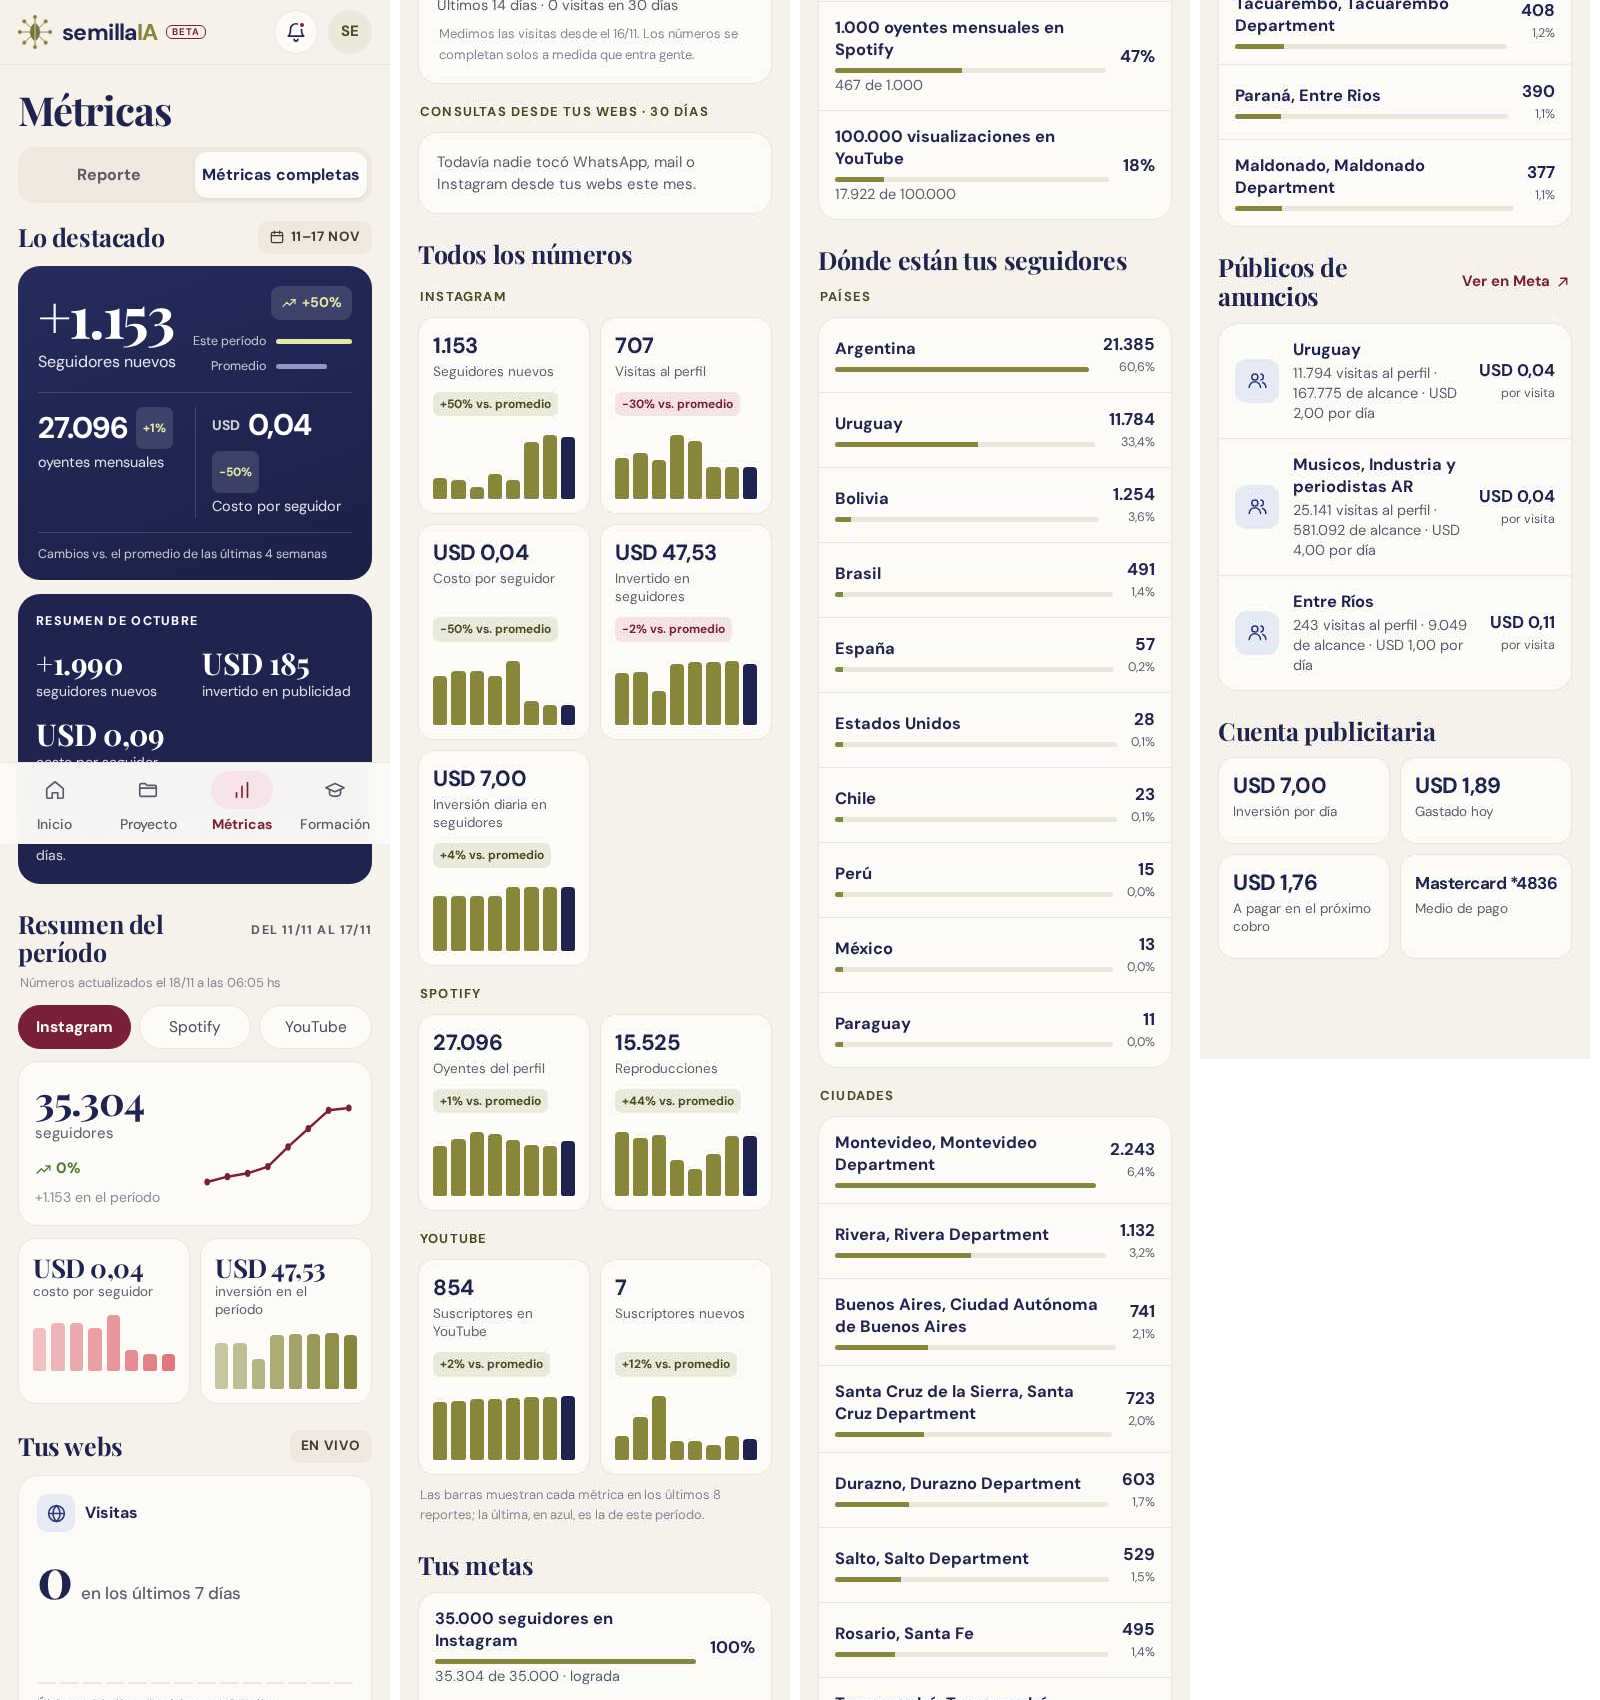 semillaIA BETA
SE
Métricas
Reporte
Métricas completas
Lo destacado
11–17 NOV
+1.153
+50%
Seguidores nuevos
Este período
Promedio
27.096 +1%
oyentes mensuales
USD 0,04
-50%
Costo por seguidor
Cambios vs. el promedio de las últimas 4 semanas
RESUMEN DE OCTUBRE
+1.990
seguidores nuevos
USD 185
invertido en publicidad
USD 0,09
costo por seguidor
Inicio
Proyecto
Métricas
Formación
días.
Resumen del
período
DEL 11/11 AL 17/11
Números actualizados el 18/11 a las 06:05 hs
Instagram
Spotify
YouTube
35.304
seguidores
0%
+1.153 en el período
USD 0,04
costo por seguidor
USD 47,53
inversión en el
período
Tus webs
EN VIVO
Visitas
0 en los últimos 7 días
Últimos 14 días · 0 visitas en 30 días
Medimos las visitas desde el 16/11. Los números se
completan solos a medida que entra gente.
CONSULTAS DESDE TUS WEBS · 30 DÍAS
Todavía nadie tocó WhatsApp, mail o
Instagram desde tus webs este mes.
Todos los números
INSTAGRAM
1.153
Seguidores nuevos
+50% vs. promedio
707
Visitas al perfil
-30% vs. promedio
USD 0,04
Costo por seguidor
-50% vs. promedio
USD 47,53
Invertido en
seguidores
-2% vs. promedio
USD 7,00
Inversión diaria en
seguidores
+4% vs. promedio
SPOTIFY
27.096
Oyentes del perfil
+1% vs. promedio
15.525
Reproducciones
+44% vs. promedio
YOUTUBE
854
Suscriptores en
YouTube
+2% vs. promedio
7
Suscriptores nuevos
+12% vs. promedio
Las barras muestran cada métrica en los últimos 8
reportes; la última, en azul, es la de este período.
Tus metas
35.000 seguidores en
Instagram
100%
35.304 de 35.000 · lograda
1.000 oyentes mensuales en
Spotify
47%
467 de 1.000
100.000 visualizaciones en
YouTube
18%
17.922 de 100.000
Dónde están tus seguidores
PAÍSES
Argentina
21.385
60,6%
Uruguay
11.784
33,4%
Bolivia
1.254
3,6%
Brasil
491
1,4%
España
57
0,2%
Estados Unidos
28
0,1%
Chile
23
0,1%
Perú
15
0,0%
México
13
0,0%
Paraguay
11
0,0%
CIUDADES
Montevideo, Montevideo
Department
2.243
6,4%
Rivera, Rivera Department
1.132
3,2%
Buenos Aires, Ciudad Autónoma
de Buenos Aires
741
2,1%
Santa Cruz de la Sierra, Santa
Cruz Department
723
2,0%
Durazno, Durazno Department
603
1,7%
Salto, Salto Department
529
1,5%
Rosario, Santa Fe
495
1,4%
Tacuarembó, Tacuarembó
Department
408
1,2%
Paraná, Entre Rios
390
1,1%
Maldonado, Maldonado
Department
377
1,1%
Públicos de
anuncios
Ver en Meta
Uruguay
11.794 visitas al perfil ·
167.775 de alcance · USD
2,00 por día
USD 0,04
por visita
Musicos, Industria y
periodistas AR
25.141 visitas al perfil ·
581.092 de alcance · USD
4,00 por día
USD 0,04
por visita
Entre Ríos
243 visitas al perfil · 9.049
de alcance · USD 1,00 por
día
USD 0,11
por visita
Cuenta publicitaria
USD 7,00
Inversión por día
USD 1,89
Gastado hoy
USD 1,76
A pagar en el próximo
cobro
Mastercard *4836
Medio de pago